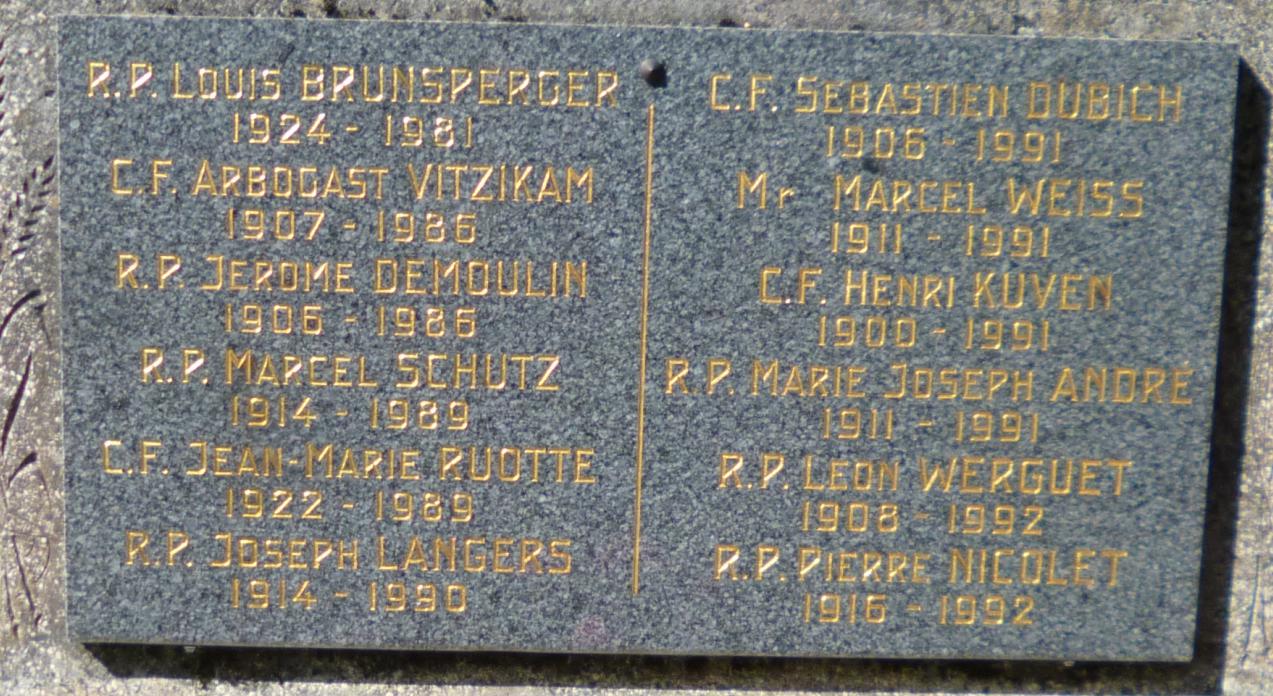 R.P. LOUIS BRUNSPERGER
1924 - 1981
C.F. ARBOGAST VITZIKAM
1907 - 1986
R.P. JEROME DEMOULIN
1906 - 1986
R.P. MARCEL SCHUTZ
1914 - 1989
C.F. JEAN-MARIE RUOTTE
1922 - 1989
R.P. JOSEPH LANGERS
1914 - 1990
C.F. SEBASTIEN DUBICH
1906 - 1991
Mr MARCEL WEISS
1911 - 1991
C.F. HENRI KUVEN
1900 - 1991
R.P. MARIE JOSEPH ANDRÉ
1911 - 1991
R.P. LEON WERGUET
1908 - 1992
R.P. PIERRE NICOLET
1916 - 1992